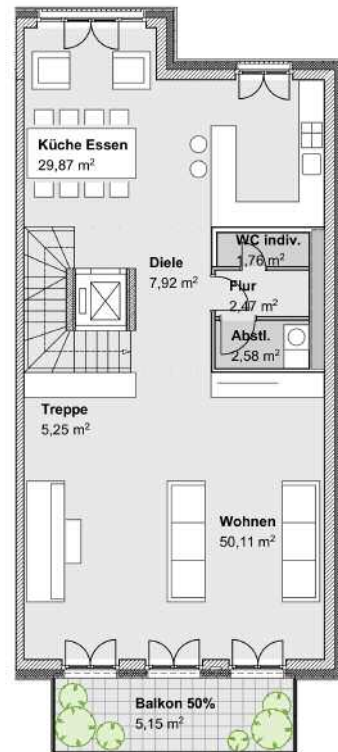 Küche Essen
29,87 m²
WC indiv.
1,76 m²
Diele
7,92 m²
Flur
2,47 m²
Abstl.
2,58 m²
Treppe
5,25 m²
Wohnen
50,11 m²
Balkon 50%
5,15 m²